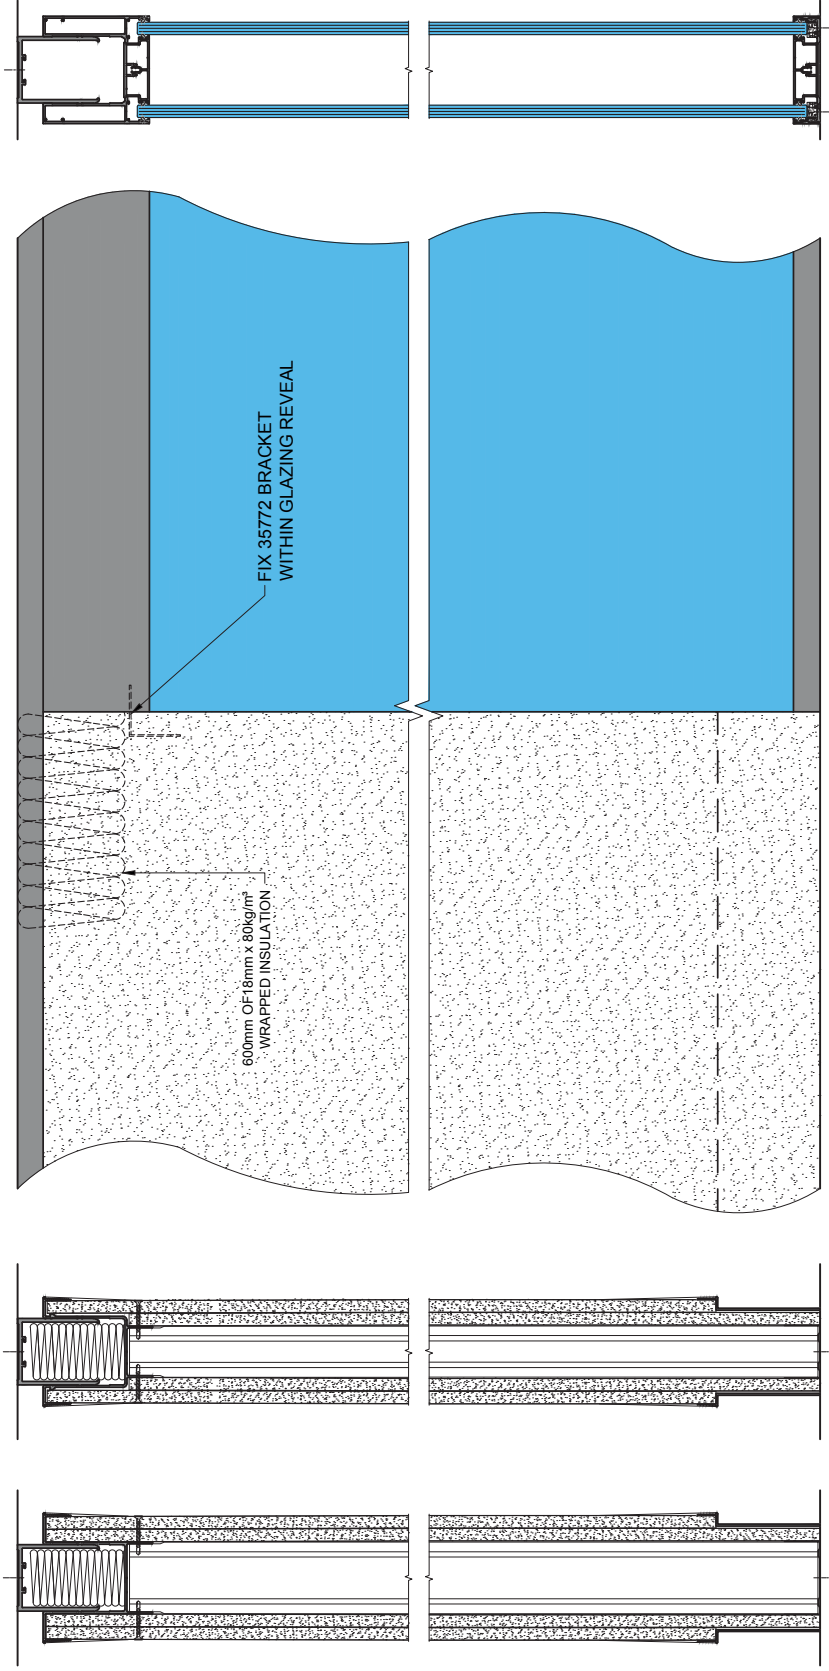 FIX 35772 BRACKET
WITHIN GLAZING REVEAL
600mm OF18mm x 80kg/m³
WRAPPED INSULATION